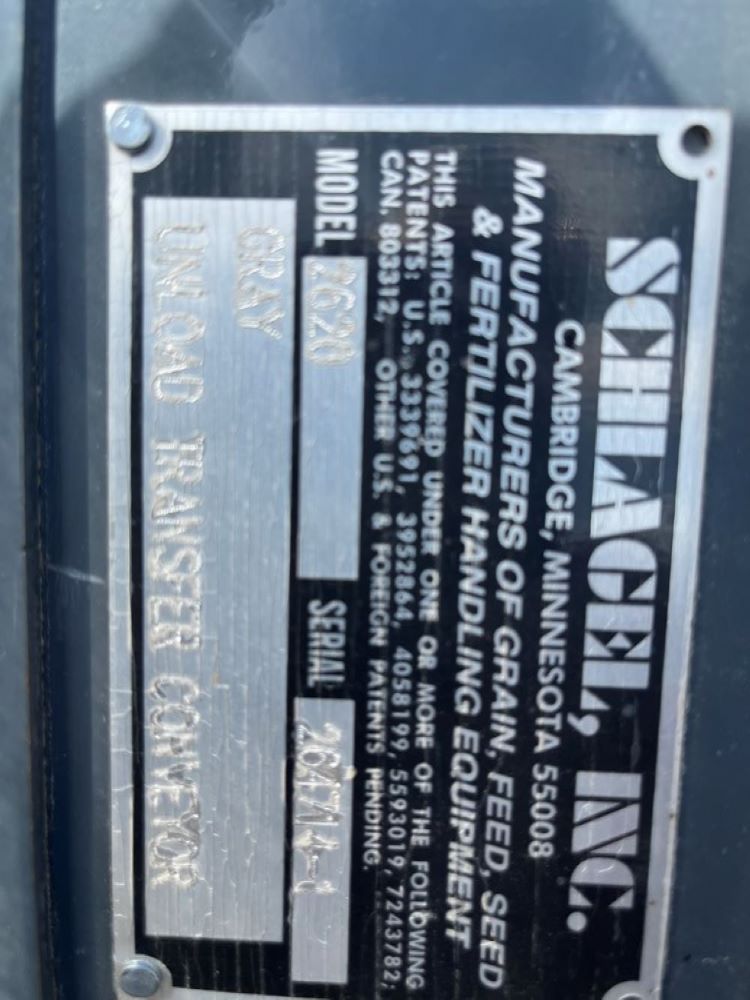 SCHLAGEL, INC.
CAMBRIDGE, MINNESOTA 55008
MANUFACTURERS OF GRAIN, FEED, SEED
& FERTILIZER HANDLING EQUIPMENT
THIS ARTICLE COVERED UNDER ONE OR MORE OF THE FOLLOWING
PATENTS: U.S. 3339691, 3952864, 4058199, 5593019, 7243782;
CAN. 803312, OTHER U.S. & FOREIGN PATENTS PENDING.
MODEL 2620 SERIAL
GRAY
UNLOAD TRANSFER CONVEYOR